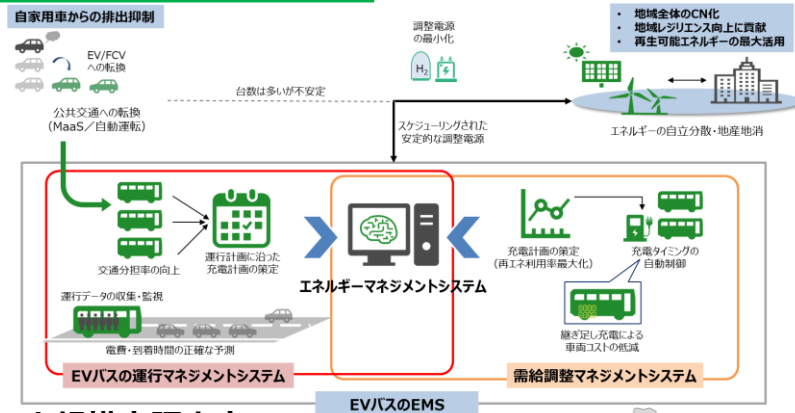 自家用車からの排出抑制
EV/FCV
への転換
公共交通への転換
(MaaS/自動運転)
台数は多いが不安定
調整電源
の最小化
H2
スケジューリングされた
安定的な調整電源
• 地域全体のCN化
• 地域レジリエンス向上に貢献
• 再生可能エネルギーの最大活用
エネルギーの自立分散・地産地消
交通分担率の向上
運行計画に沿った
充電計画の策定
運行データの収集・監視
電費・到着時間の正確な予測
EVバスの運行マネジメントシステム
エネルギーマネジメントシステム
充電計画の策定
(再エネ利用率最大化)
充電タイミングの
自動制御
継ぎ足し充電による
車両コストの低減
需給調整マネジメントシステム
EVバスのEMS